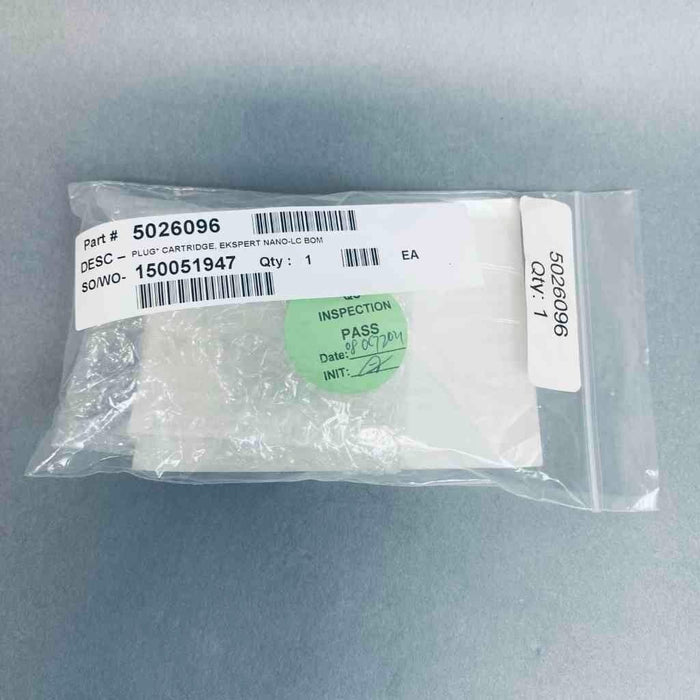 Part # 5026096
DESC – PLUG* CARTRIDGE, EKSPERT NANO-LC BOM
SO/WO- 150051947 Qty : 1 EA
INSPECTION
PASS
Date:
INIT:
5026096
Qty: 1